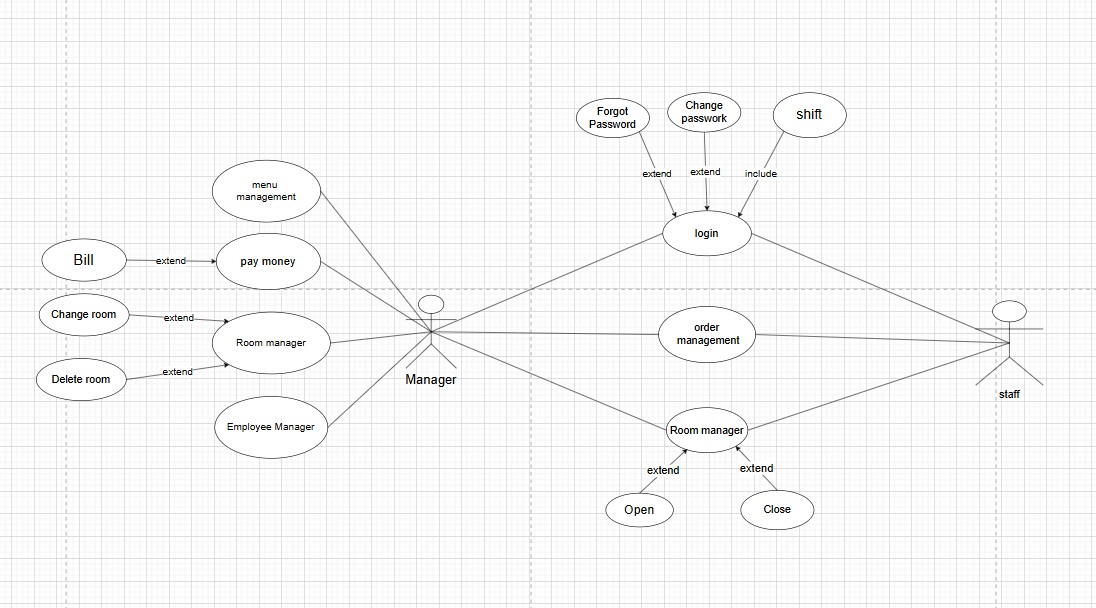 Forgot
Password
Change
passwork
shift
extend
extend
include
login
menu
management
Bill
extend
pay money
Change room
extend
Room manager
Delete room
extend
Employee Manager
Manager
order
management
staff
Room manager
extend
extend
Open
Close